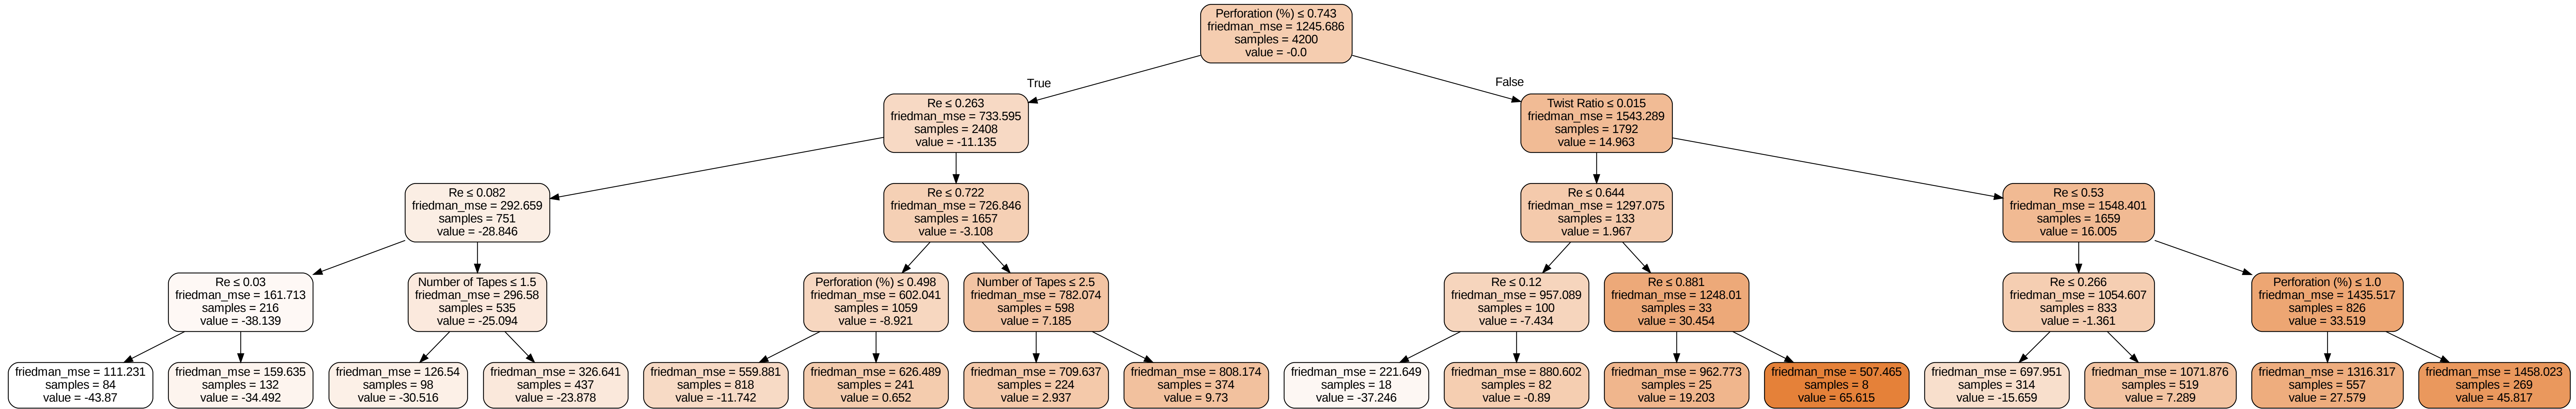 Perforation (%) ≤ 0.743
friedman_mse = 1245.686
samples = 4200
value = -0.0
True
False
Re ≤ 0.263
friedman_mse = 733.595
samples = 2408
value = -11.135
Twist Ratio ≤ 0.015
friedman_mse = 1543.289
samples = 1792
value = 14.963
Re ≤ 0.082
friedman_mse = 292.659
samples = 751
value = -28.846
Re ≤ 0.722
friedman_mse = 726.846
samples = 1657
value = -3.108
Re ≤ 0.644
friedman_mse = 1297.075
samples = 133
value = 1.967
Re ≤ 0.53
friedman_mse = 1548.401
samples = 1659
value = 16.005
Re ≤ 0.03
friedman_mse = 161.713
samples = 216
value = -38.139
Number of Tapes ≤ 1.5
friedman_mse = 296.58
samples = 535
value = -25.094
Perforation (%) ≤ 0.498
friedman_mse = 602.041
samples = 1059
value = -8.921
Number of Tapes ≤ 2.5
friedman_mse = 782.074
samples = 598
value = 7.185
Re ≤ 0.12
friedman_mse = 957.089
samples = 100
value = -7.434
Re ≤ 0.881
friedman_mse = 1248.01
samples = 33
value = 30.454
Re ≤ 0.266
friedman_mse = 1054.607
samples = 833
value = -1.361
Perforation (%) ≤ 1.0
friedman_mse = 1435.517
samples = 826
value = 33.519
friedman_mse = 111.231
samples = 84
value = -43.87
friedman_mse = 159.635
samples = 132
value = -34.492
friedman_mse = 126.54
samples = 98
value = -30.516
friedman_mse = 326.641
samples = 437
value = -23.878
friedman_mse = 559.881
samples = 818
value = -11.742
friedman_mse = 626.489
samples = 241
value = 0.652
friedman_mse = 709.637
samples = 224
value = 2.937
friedman_mse = 808.174
samples = 374
value = 9.73
friedman_mse = 221.649
samples = 18
value = -37.246
friedman_mse = 880.602
samples = 82
value = -0.89
friedman_mse = 962.773
samples = 25
value = 19.203
friedman_mse = 507.465
samples = 8
value = 65.615
friedman_mse = 697.951
samples = 314
value = -15.659
friedman_mse = 1071.876
samples = 519
value = 7.289
friedman_mse = 1316.317
samples = 557
value = 27.579
friedman_mse = 1458.023
samples = 269
value = 45.817